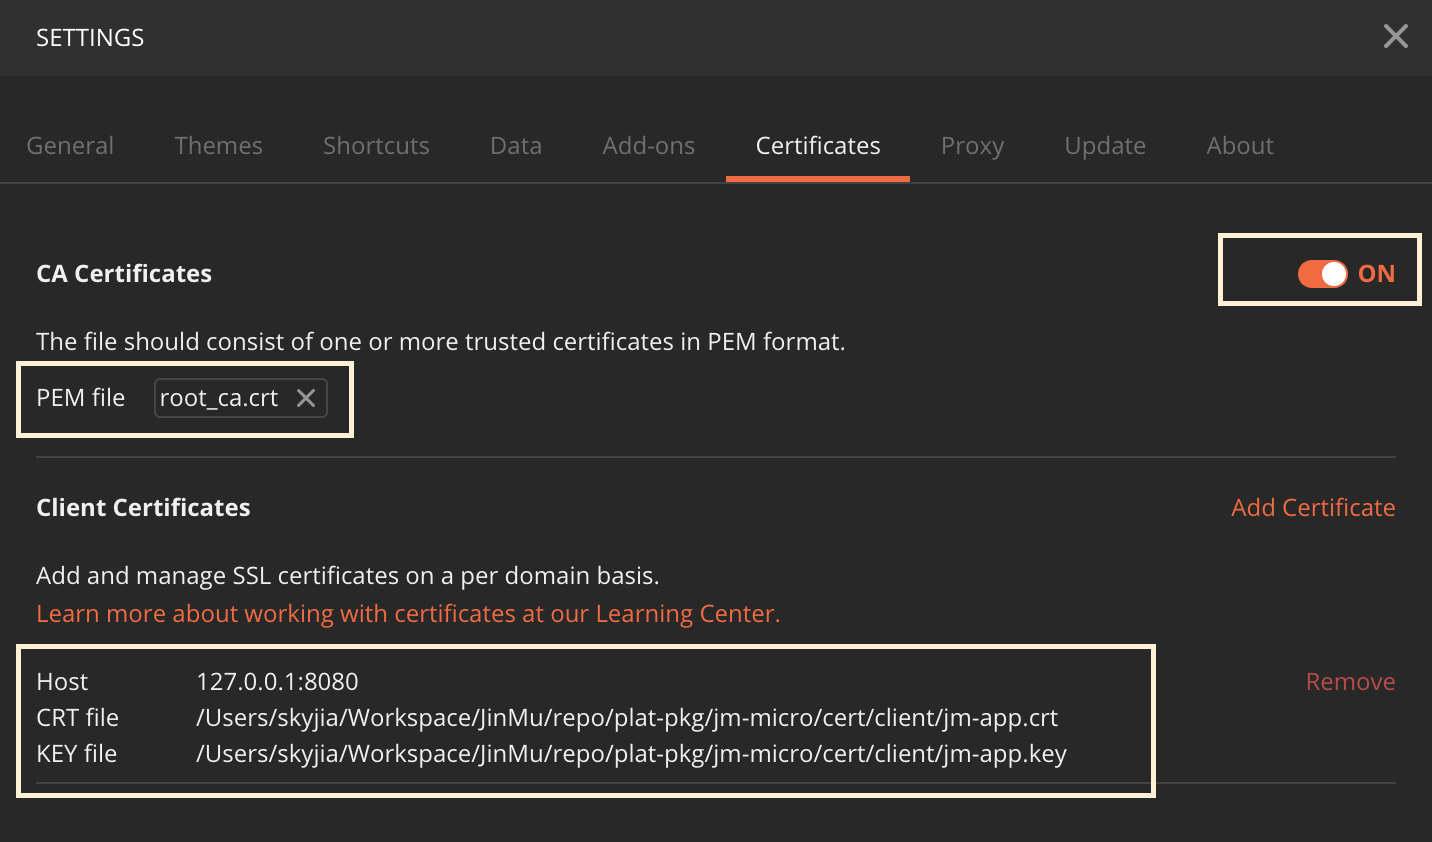 SETTINGS
General Themes Shortcuts Data Add-ons Certificates Proxy Update About
CA Certificates ON
The file should consist of one or more trusted certificates in PEM format.
PEM file root_ca.crt
Client Certificates Add Certificate
Add and manage SSL certificates on a per domain basis.
Learn more about working with certificates at our Learning Center.
Host 127.0.0.1:8080 Remove
CRT file /Users/skyjia/Workspace/JinMu/repo/plat-pkg/jm-micro/cert/client/jm-app.crt
KEY file /Users/skyjia/Workspace/JinMu/repo/plat-pkg/jm-micro/cert/client/jm-app.key